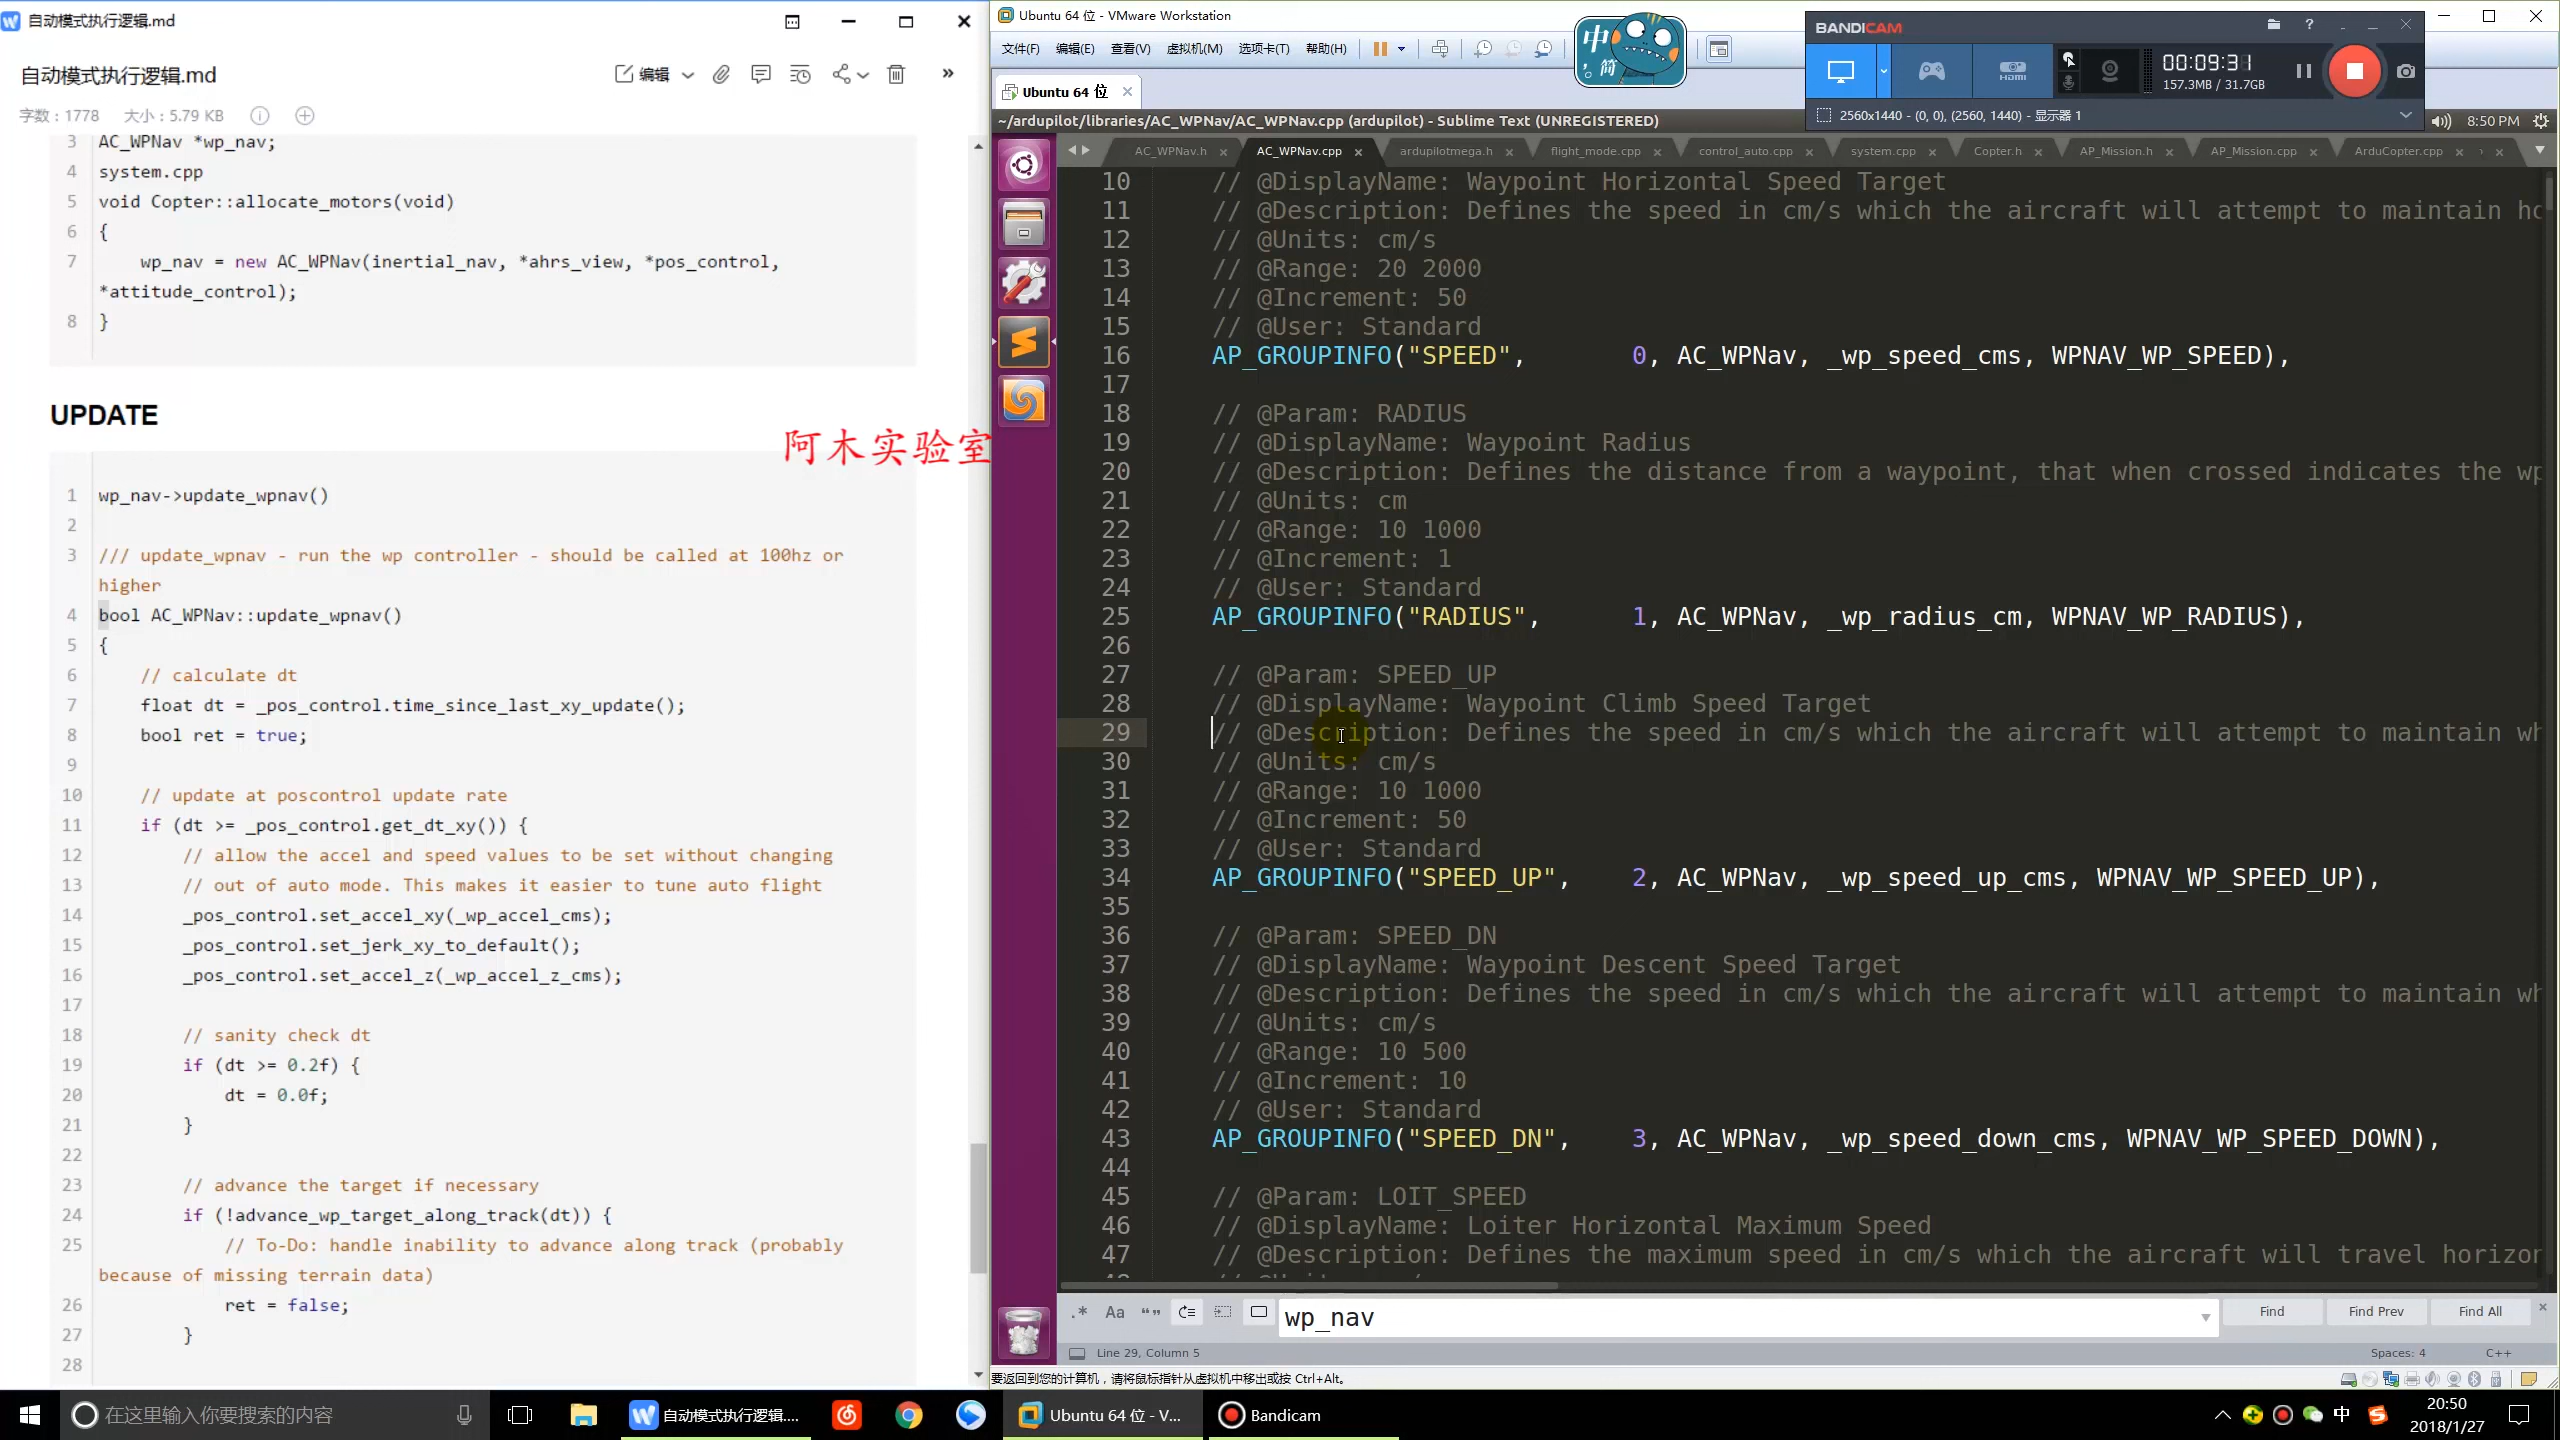 自动模式执行逻辑.md
自动模式执行逻辑.md
编辑
字数：1778 大小：5.79 KB
3 AC_WPNav *wp_nav;
4 system.cpp
5 void Copter::allocate_motors(void)
6 {
7 wp_nav = new AC_WPNav(inertial_nav, *ahrs_view, *pos_control,
*attitude_control);
8 }
UPDATE
阿木实验室
1 wp_nav->update_wpnav()
2
3 /// update_wpnav - run the wp controller - should be called at 100hz or
higher
4 bool AC_WPNav::update_wpnav()
5 {
6 // calculate dt
7 float dt = _pos_control.time_since_last_xy_update();
8 bool ret = true;
9
10 // update at poscontrol update rate
11 if (dt >= _pos_control.get_dt_xy()) {
12 // allow the accel and speed values to be set without changing
13 // out of auto mode. This makes it easier to tune auto flight
14 _pos_control.set_accel_xy(_wp_accel_cms);
15 _pos_control.set_jerk_xy_to_default();
16 _pos_control.set_accel_z(_wp_accel_z_cms);
17
18 // sanity check dt
19 if (dt >= 0.2f) {
20 dt = 0.0f;
21 }
22
23 // advance the target if necessary
24 if (!advance_wp_target_along_track(dt)) {
25 // To-Do: handle inability to advance along track (probably
because of missing terrain data)
26 ret = false;
27 }
28
Ubuntu 64 位 - VMware Workstation
文件(F) 编辑(E) 查看(V) 虚拟机(M) 选项卡(T) 帮助(H)
中
简
BANDICAM
HDMI
00:09:31
157.3MB / 31.7GB
2560x1440 - (0, 0), (2560, 1440) - 显示器 1
Ubuntu 64 位
~/ardupilot/libraries/AC_WPNav/AC_WPNav.cpp (ardupilot) - Sublime Text (UNREGISTERED)
8:50 PM
AC_WPNav.h AC_WPNav.cpp ardupilotmega.h flight_mode.cpp control_auto.cpp system.cpp Copter.h AP_Mission.h AP_Mission.cpp ArduCopter.cpp
10 // @DisplayName: Waypoint Horizontal Speed Target
11 // @Description: Defines the speed in cm/s which the aircraft will attempt to maintain ho
12 // @Units: cm/s
13 // @Range: 20 2000
14 // @Increment: 50
15 // @User: Standard
16 AP_GROUPINFO("SPEED", 0, AC_WPNav, _wp_speed_cms, WPNAV_WP_SPEED),
17
18 // @Param: RADIUS
19 // @DisplayName: Waypoint Radius
20 // @Description: Defines the distance from a waypoint, that when crossed indicates the wp
21 // @Units: cm
22 // @Range: 10 1000
23 // @Increment: 1
24 // @User: Standard
25 AP_GROUPINFO("RADIUS", 1, AC_WPNav, _wp_radius_cm, WPNAV_WP_RADIUS),
26
27 // @Param: SPEED_UP
28 // @DisplayName: Waypoint Climb Speed Target
29 // @Description: Defines the speed in cm/s which the aircraft will attempt to maintain wh
30 // @Units: cm/s
31 // @Range: 10 1000
32 // @Increment: 50
33 // @User: Standard
34 AP_GROUPINFO("SPEED_UP", 2, AC_WPNav, _wp_speed_up_cms, WPNAV_WP_SPEED_UP),
35
36 // @Param: SPEED_DN
37 // @DisplayName: Waypoint Descent Speed Target
38 // @Description: Defines the speed in cm/s which the aircraft will attempt to maintain wh
39 // @Units: cm/s
40 // @Range: 10 500
41 // @Increment: 10
42 // @User: Standard
43 AP_GROUPINFO("SPEED_DN", 3, AC_WPNav, _wp_speed_down_cms, WPNAV_WP_SPEED_DOWN),
44
45 // @Param: LOIT_SPEED
46 // @DisplayName: Loiter Horizontal Maximum Speed
47 // @Description: Defines the maximum speed in cm/s which the aircraft will travel horizon
.* Aa “” wp_nav Find Find Prev Find All
Line 29, Column 5 Spaces: 4 C++
要返回到您的计算机，请将鼠标指针从虚拟机中移出或按 Ctrl+Alt。
在这里输入你要搜索的内容 自动模式执行逻辑.... Ubuntu 64 位 - V... Bandicam 中
20:50
2018/1/27